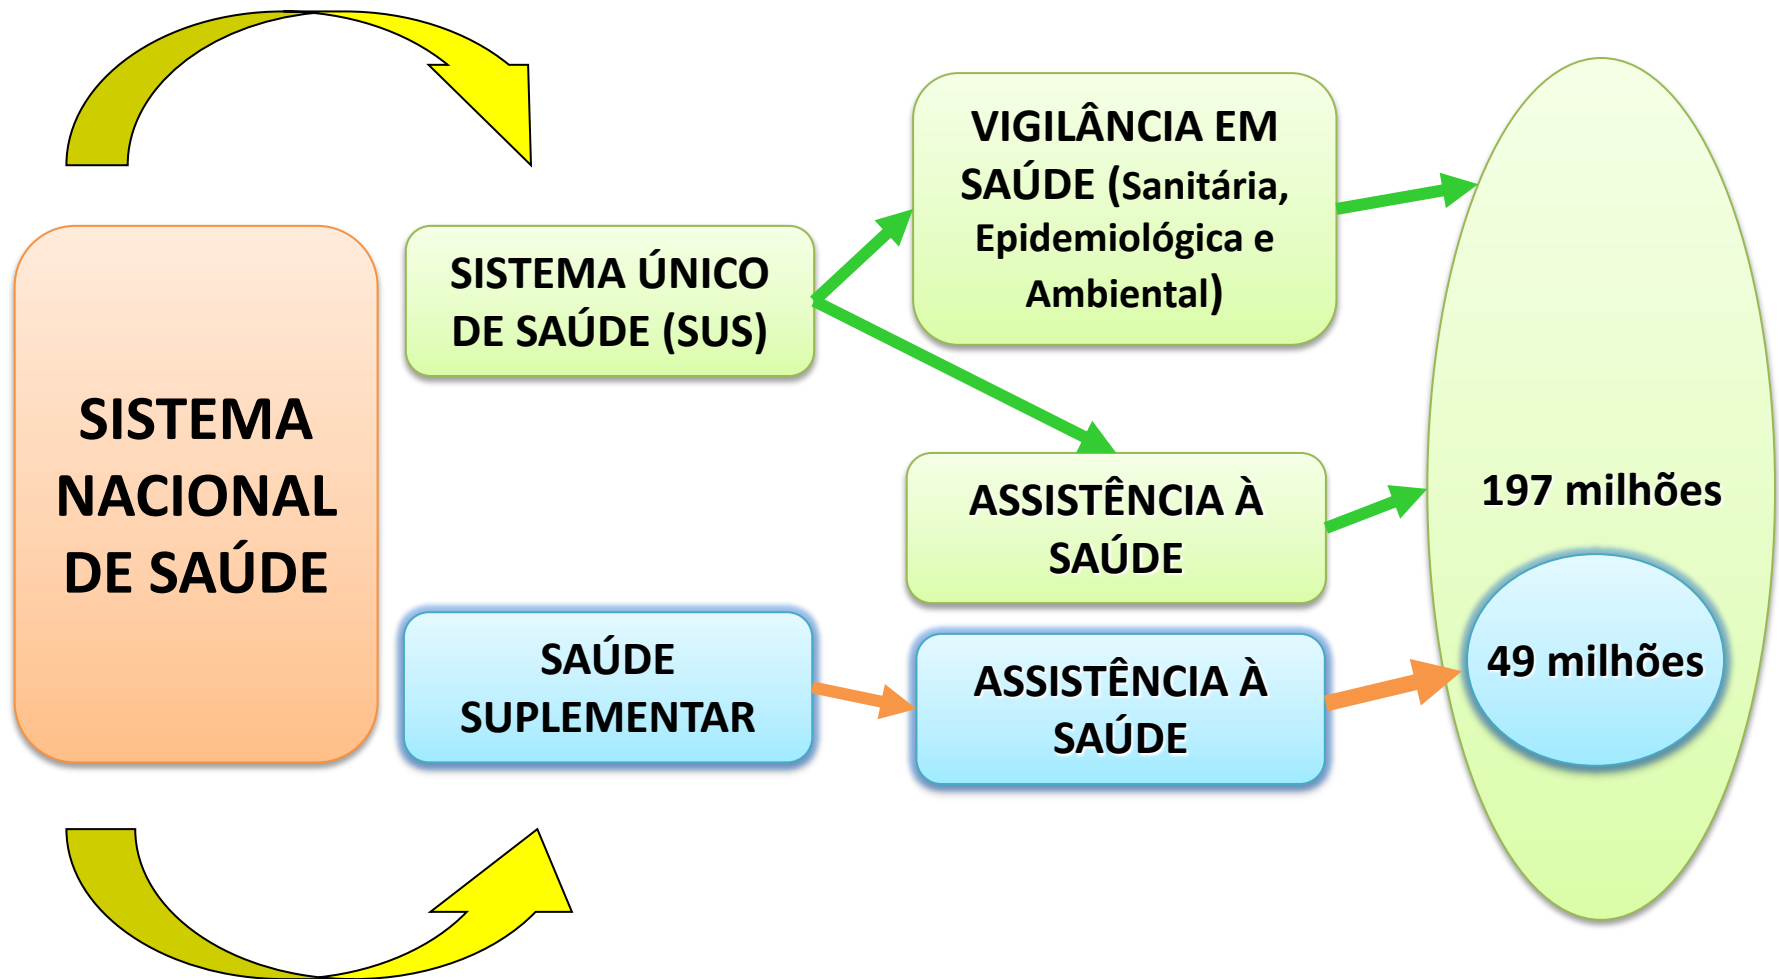 SISTEMA
NACIONAL
DE SAÚDE
SISTEMA ÚNICO
DE SAÚDE (SUS)
VIGILÂNCIA EM
SAÚDE (Sanitária,
Epidemiológica e
Ambiental)
ASSISTÊNCIA À
SAÚDE
197 milhões
SAÚDE
SUPLEMENTAR
ASSISTÊNCIA À
SAÚDE
49 milhões